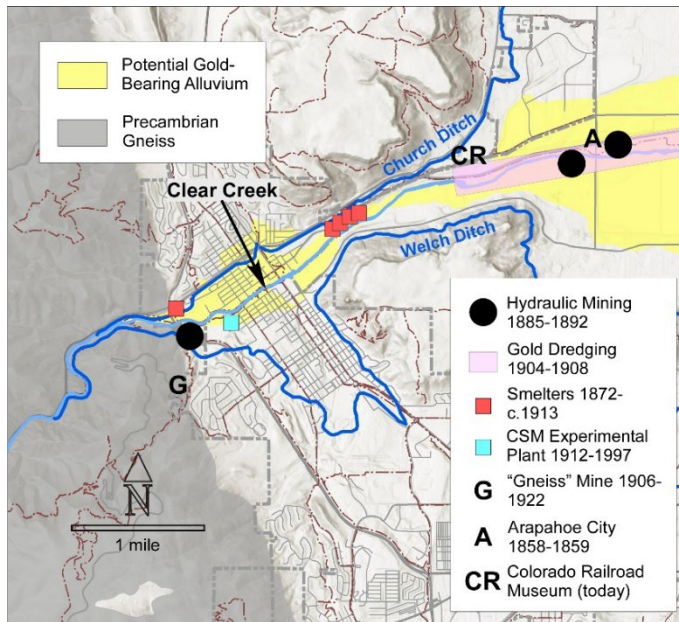 Potential Gold-
Bearing Alluvium
Precambrian
Gneiss
Church Ditch
CR
A
Clear Creek
Welch Ditch
G
N
1 mile
Hydraulic Mining
1885-1892
Gold Dredging
1904-1908
Smelters 1872-
c.1913
CSM Experimental
Plant 1912-1997
G
“Gneiss” Mine 1906-
1922
A
Arapahoe City
1858-1859
CR
Colorado Railroad
Museum (today)